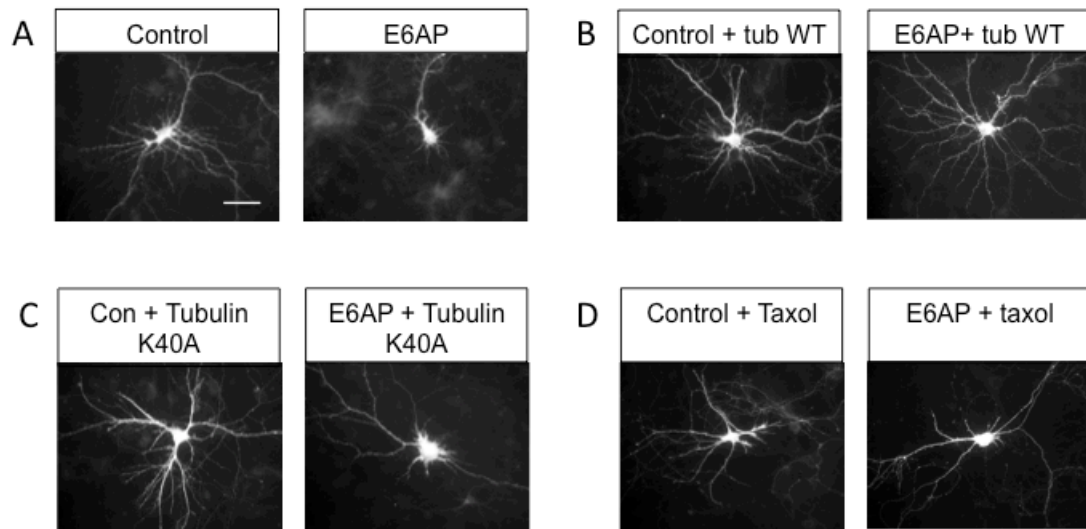 A
Control
E6AP
B
Control + tub WT
E6AP+ tub WT
C
Con + Tubulin
K40A
E6AP + Tubulin
K40A
D
Control + Taxol
E6AP + taxol